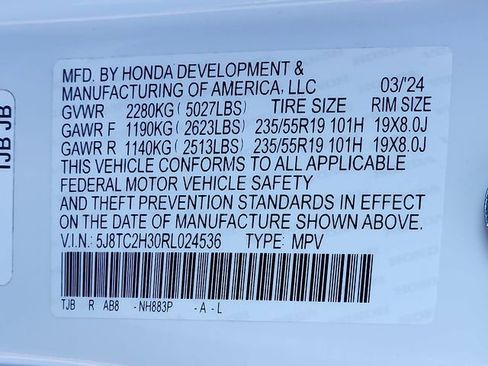 MFD. BY HONDA DEVELOPMENT &
MANUFACTURING OF AMERICA, LLC 03/'24
GVWR 2280KG( 5027LBS) TIRE SIZE RIM SIZE
GAWR F 1190KG( 2623LBS) 235/55R19 101H 19X8.0J
GAWR R 1140KG( 2513LBS) 235/55R19 101H 19X8.0J
THIS VEHICLE CONFORMS TO ALL APPLICABLE
FEDERAL MOTOR VEHICLE SAFETY
AND THEFT PREVENTION STANDARDS IN EFFECT
ON THE DATE OF MANUFACTURE SHOWN ABOVE.
V.I.N.: 5J8TC2H30RL024536 TYPE: MPV
TJB R AB8 -NH883P -A-L
TJB JB